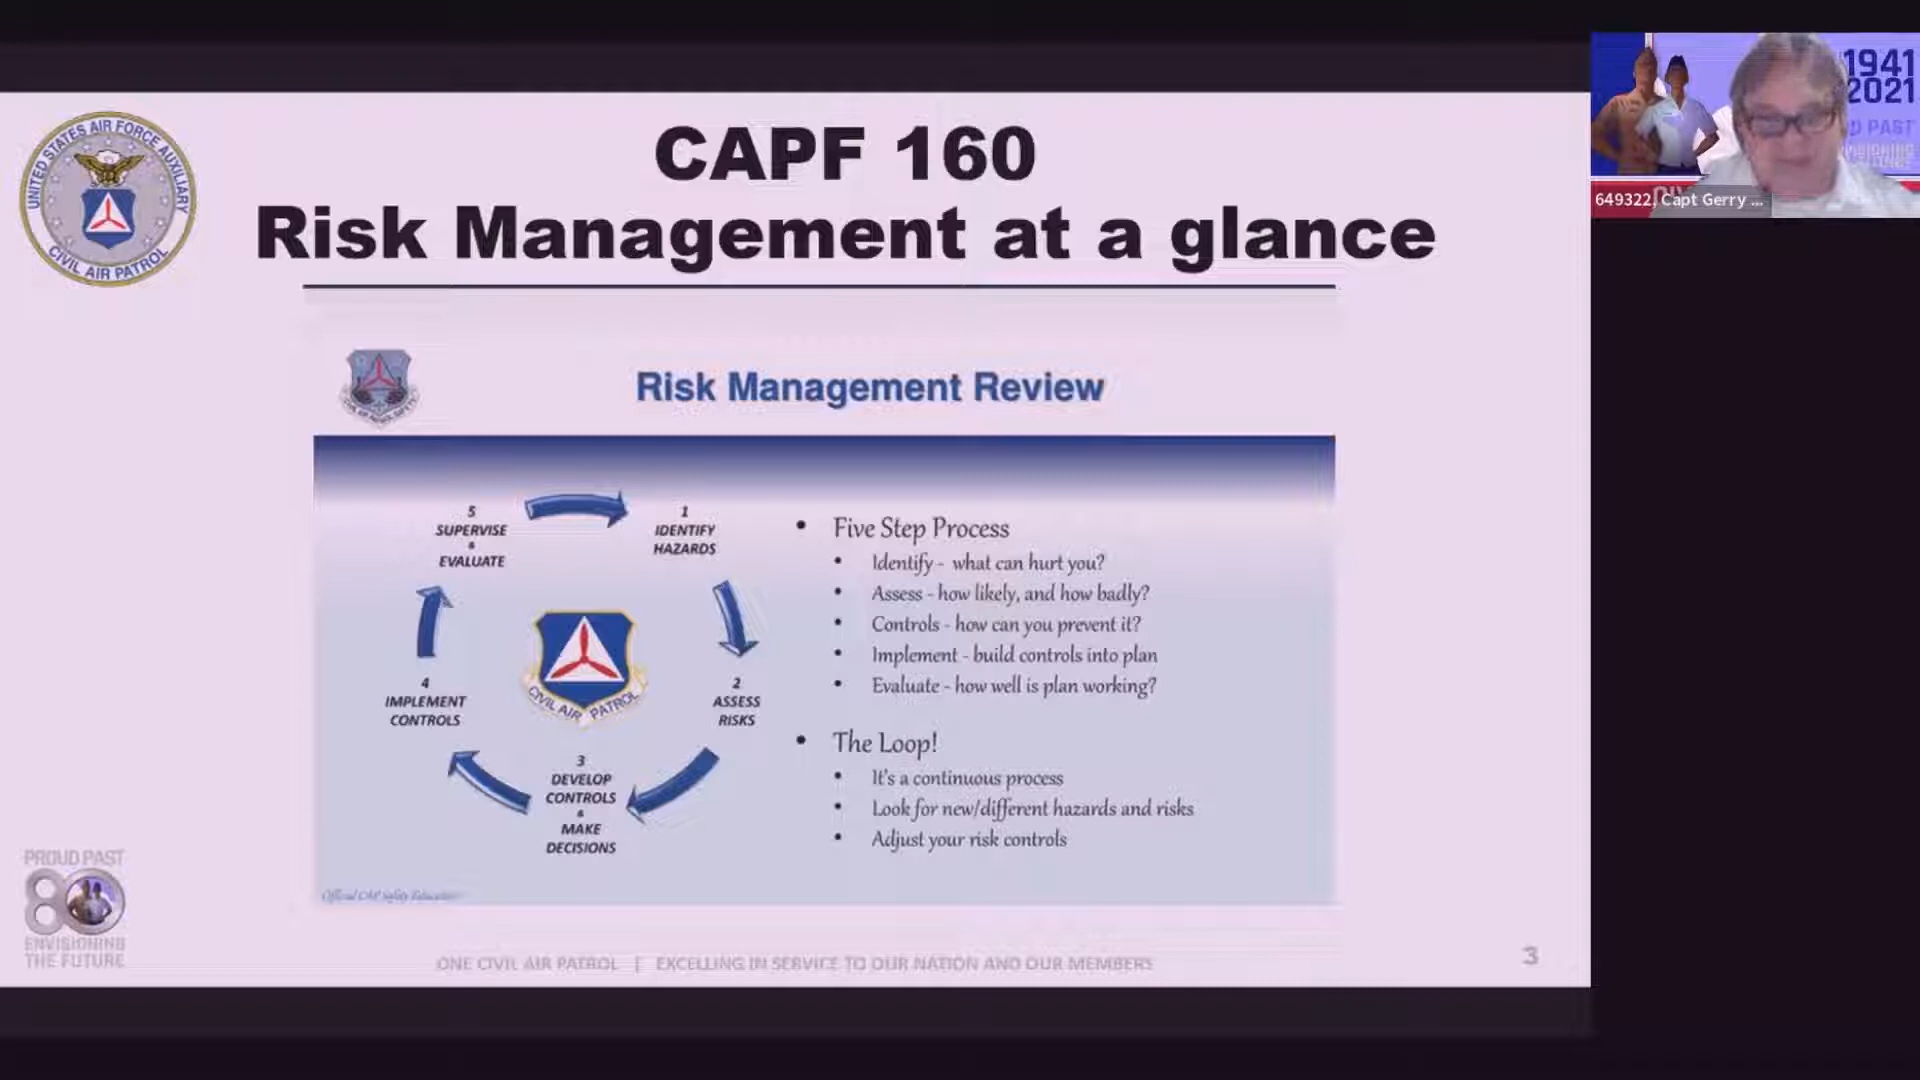 UNITED STATES AIR FORCE AUXILIARY
CIVIL AIR PATROL
CAPF 160
Risk Management at a glance
1941
2021
D PAST
649322, Capt Gerry ...
Risk Management Review
5
SUPERVISE
&
EVALUATE
1
IDENTIFY
HAZARDS
2
ASSESS
RISKS
3
DEVELOP
CONTROLS
&
MAKE
DECISIONS
4
IMPLEMENT
CONTROLS
CIVIL AIR PATROL
• Five Step Process
• Identify - what can hurt you?
• Assess - how likely, and how badly?
• Controls - how can you prevent it?
• Implement - build controls into plan
• Evaluate - how well is plan working?
• The Loop!
• It's a continuous process
• Look for new/different hazards and risks
• Adjust your risk controls
Official CAP Safety Education
PROUD PAST
80
ENVISIONING
THE FUTURE
ONE CIVIL AIR PATROL | EXCELLING IN SERVICE TO OUR NATION AND OUR MEMBERS
3